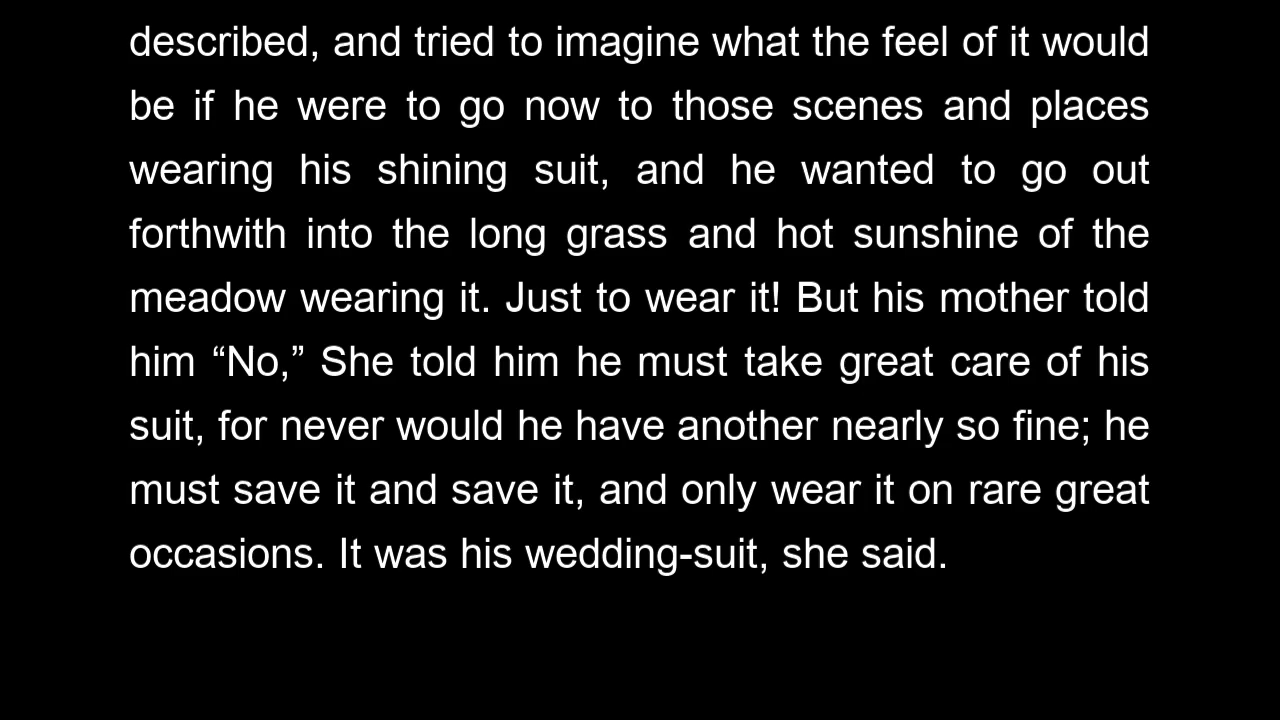 described, and tried to imagine what the feel of it would
be if he were to go now to those scenes and places
wearing his shining suit, and he wanted to go out
forthwith into the long grass and hot sunshine of the
meadow wearing it. Just to wear it! But his mother told
him “No,” She told him he must take great care of his
suit, for never would he have another nearly so fine; he
must save it and save it, and only wear it on rare great
occasions. It was his wedding-suit, she said.